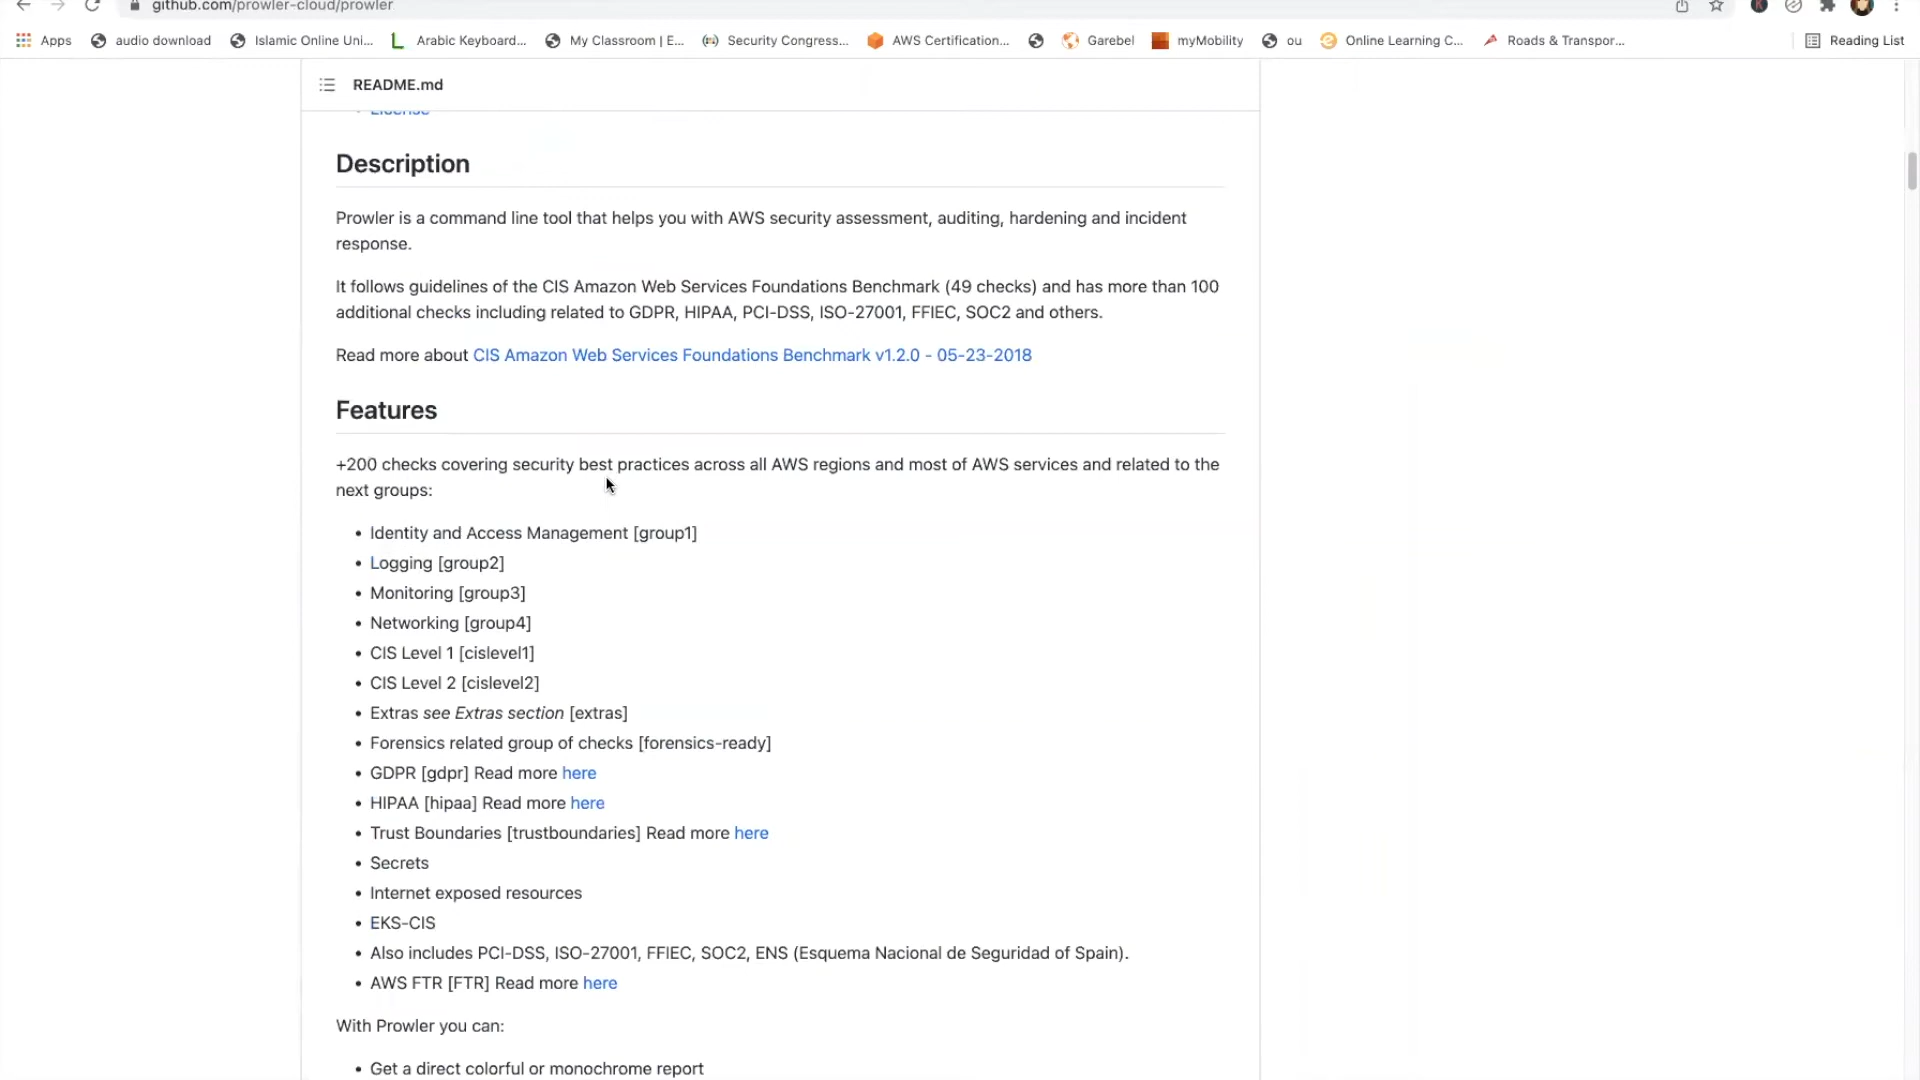 github.com/prowler-cloud/prowler
Apps audio download Islamic Online Uni... Arabic Keyboard... My Classroom | E... Security Congress... AWS Certification... Garebel myMobility ou Online Learning C... Roads & Transpor... Reading List
README.md
License
Description
Prowler is a command line tool that helps you with AWS security assessment, auditing, hardening and incident
response.
It follows guidelines of the CIS Amazon Web Services Foundations Benchmark (49 checks) and has more than 100
additional checks including related to GDPR, HIPAA, PCI-DSS, ISO-27001, FFIEC, SOC2 and others.
Read more about CIS Amazon Web Services Foundations Benchmark v1.2.0 - 05-23-2018
Features
+200 checks covering security best practices across all AWS regions and most of AWS services and related to the
next groups:
• Identity and Access Management [group1]
• Logging [group2]
• Monitoring [group3]
• Networking [group4]
• CIS Level 1 [cislevel1]
• CIS Level 2 [cislevel2]
• Extras see Extras section [extras]
• Forensics related group of checks [forensics-ready]
• GDPR [gdpr] Read more here
• HIPAA [hipaa] Read more here
• Trust Boundaries [trustboundaries] Read more here
• Secrets
• Internet exposed resources
• EKS-CIS
• Also includes PCI-DSS, ISO-27001, FFIEC, SOC2, ENS (Esquema Nacional de Seguridad of Spain).
• AWS FTR [FTR] Read more here
With Prowler you can:
• Get a direct colorful or monochrome report